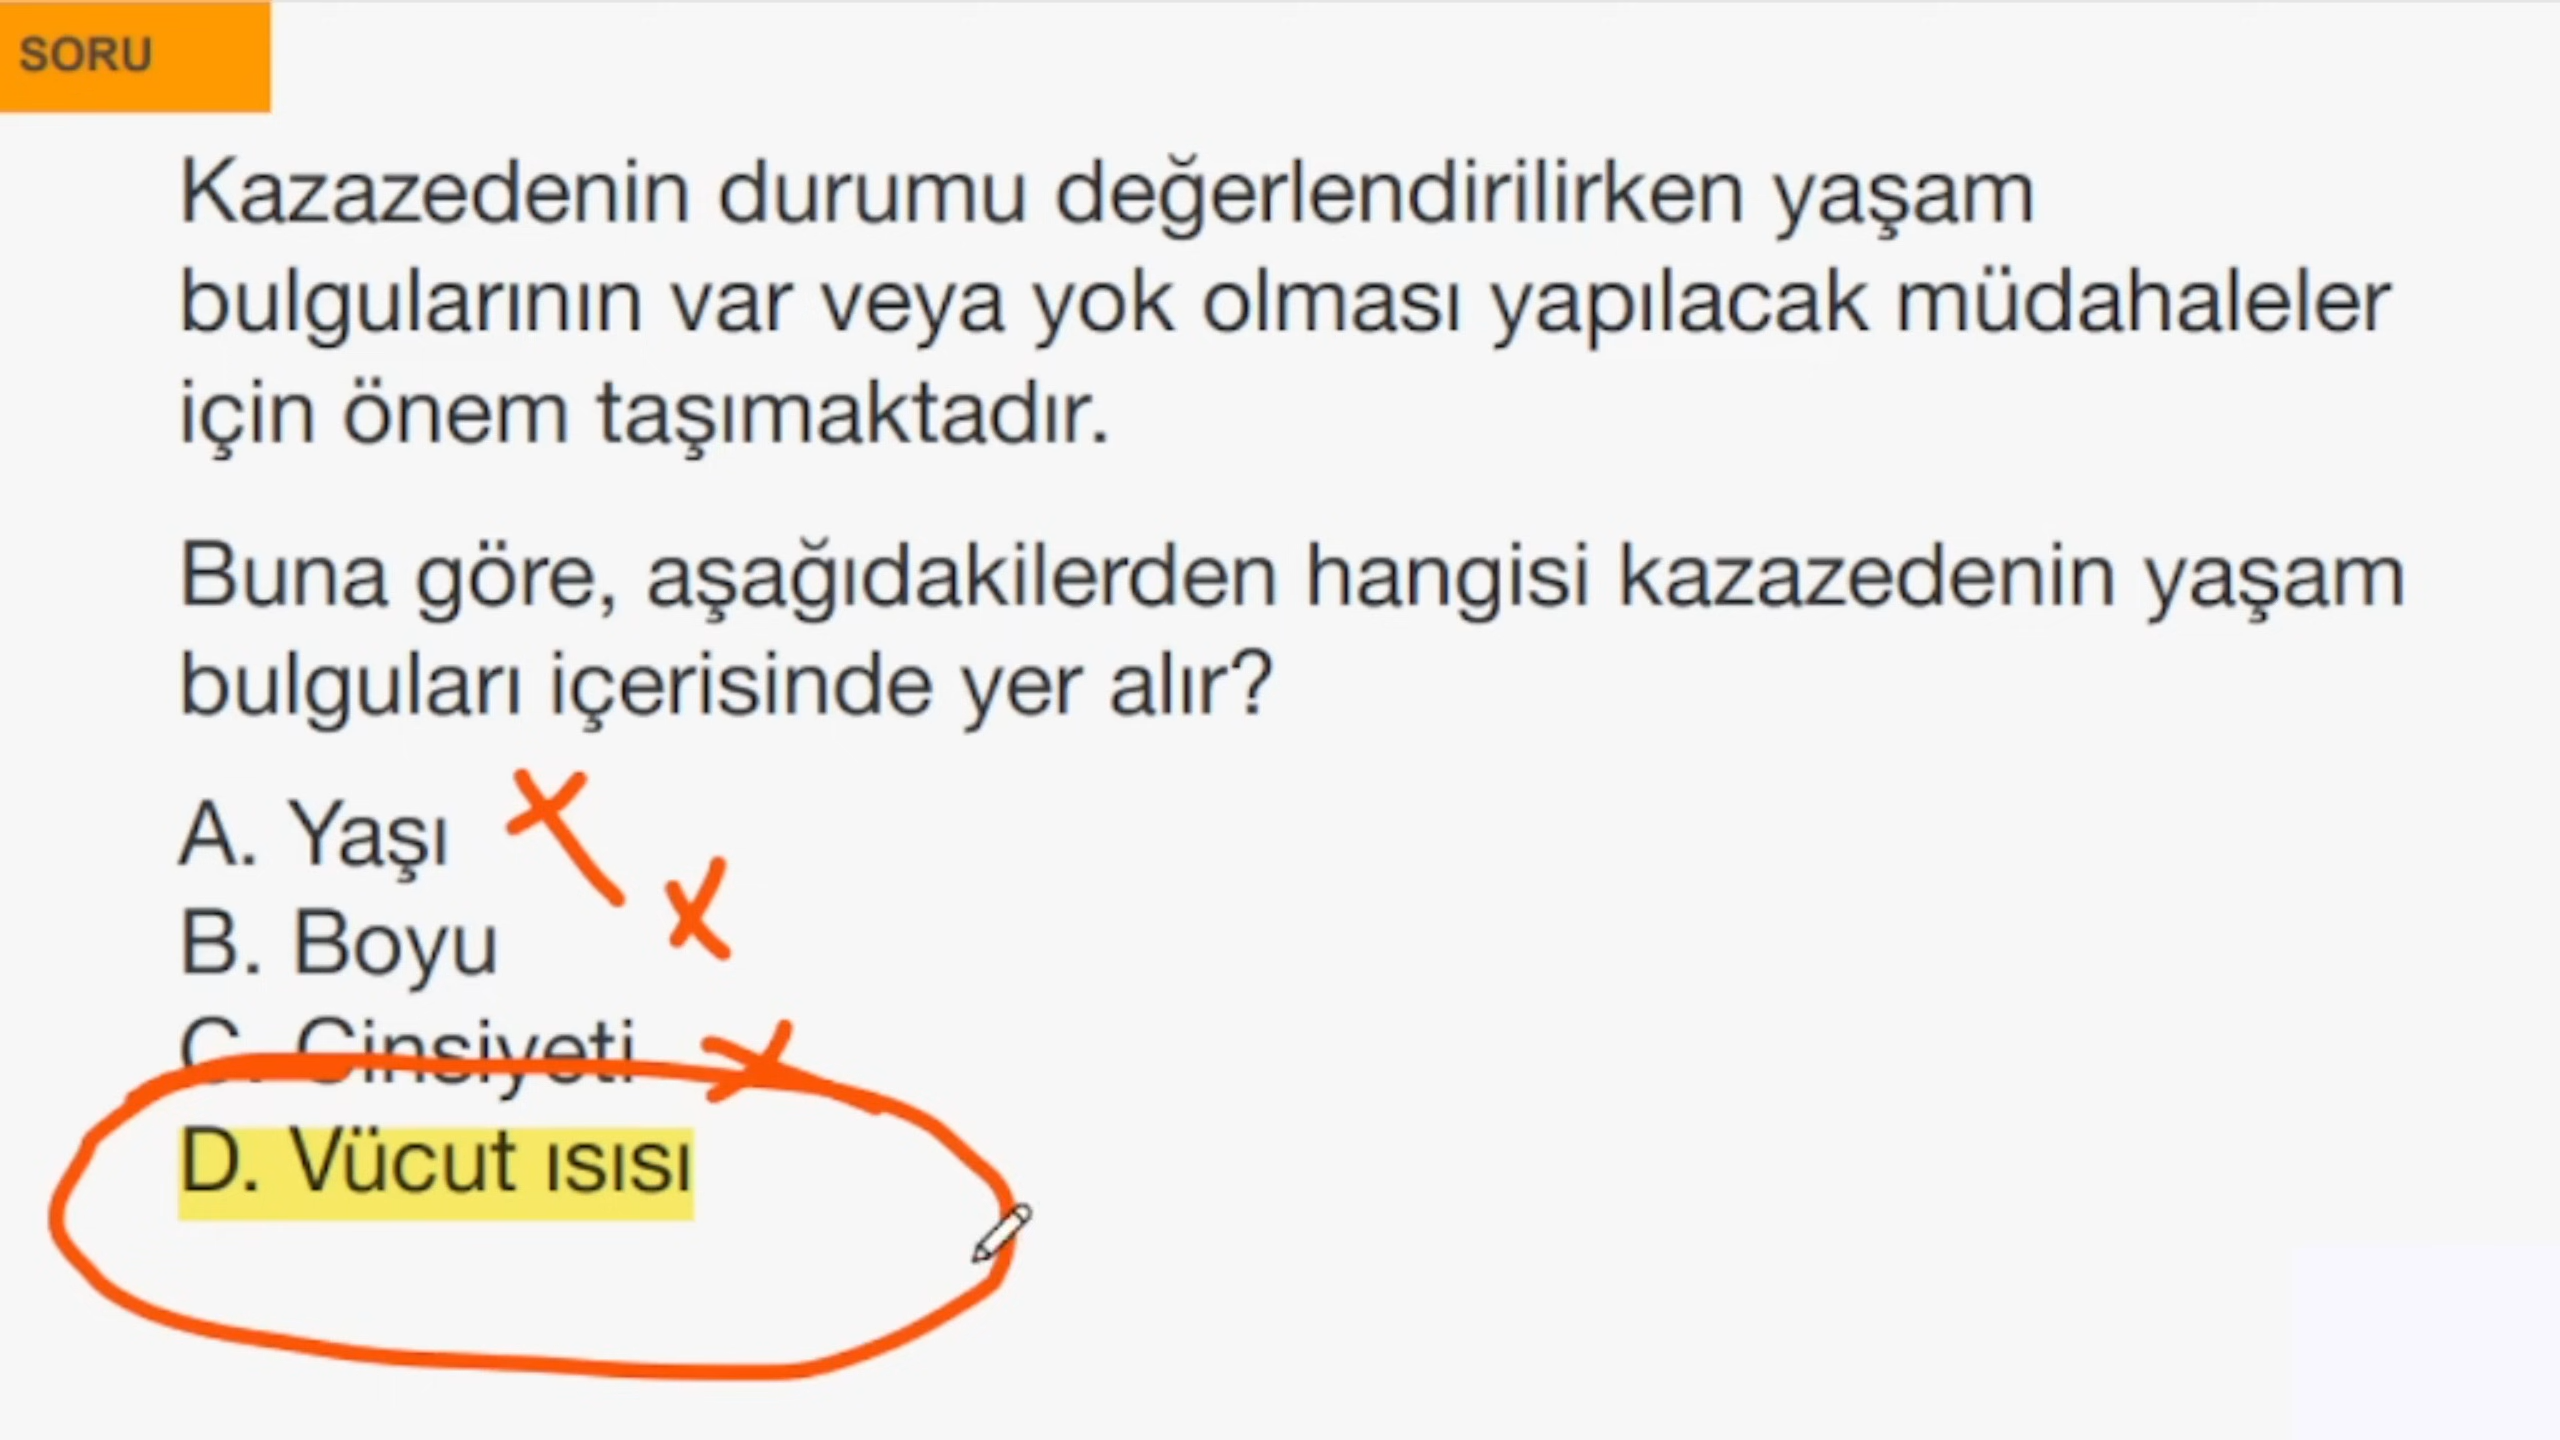 SORU
Kazazedenin durumu değerlendirilirken yaşam
bulgularının var veya yok olması yapılacak müdahaleler
için önem taşımaktadır.
Buna göre, aşağıdakilerden hangisi kazazedenin yaşam
bulguları içerisinde yer alır?
A. Yaşı
B. Boyu
C. Cinsiyeti
D. Vücut ısısı